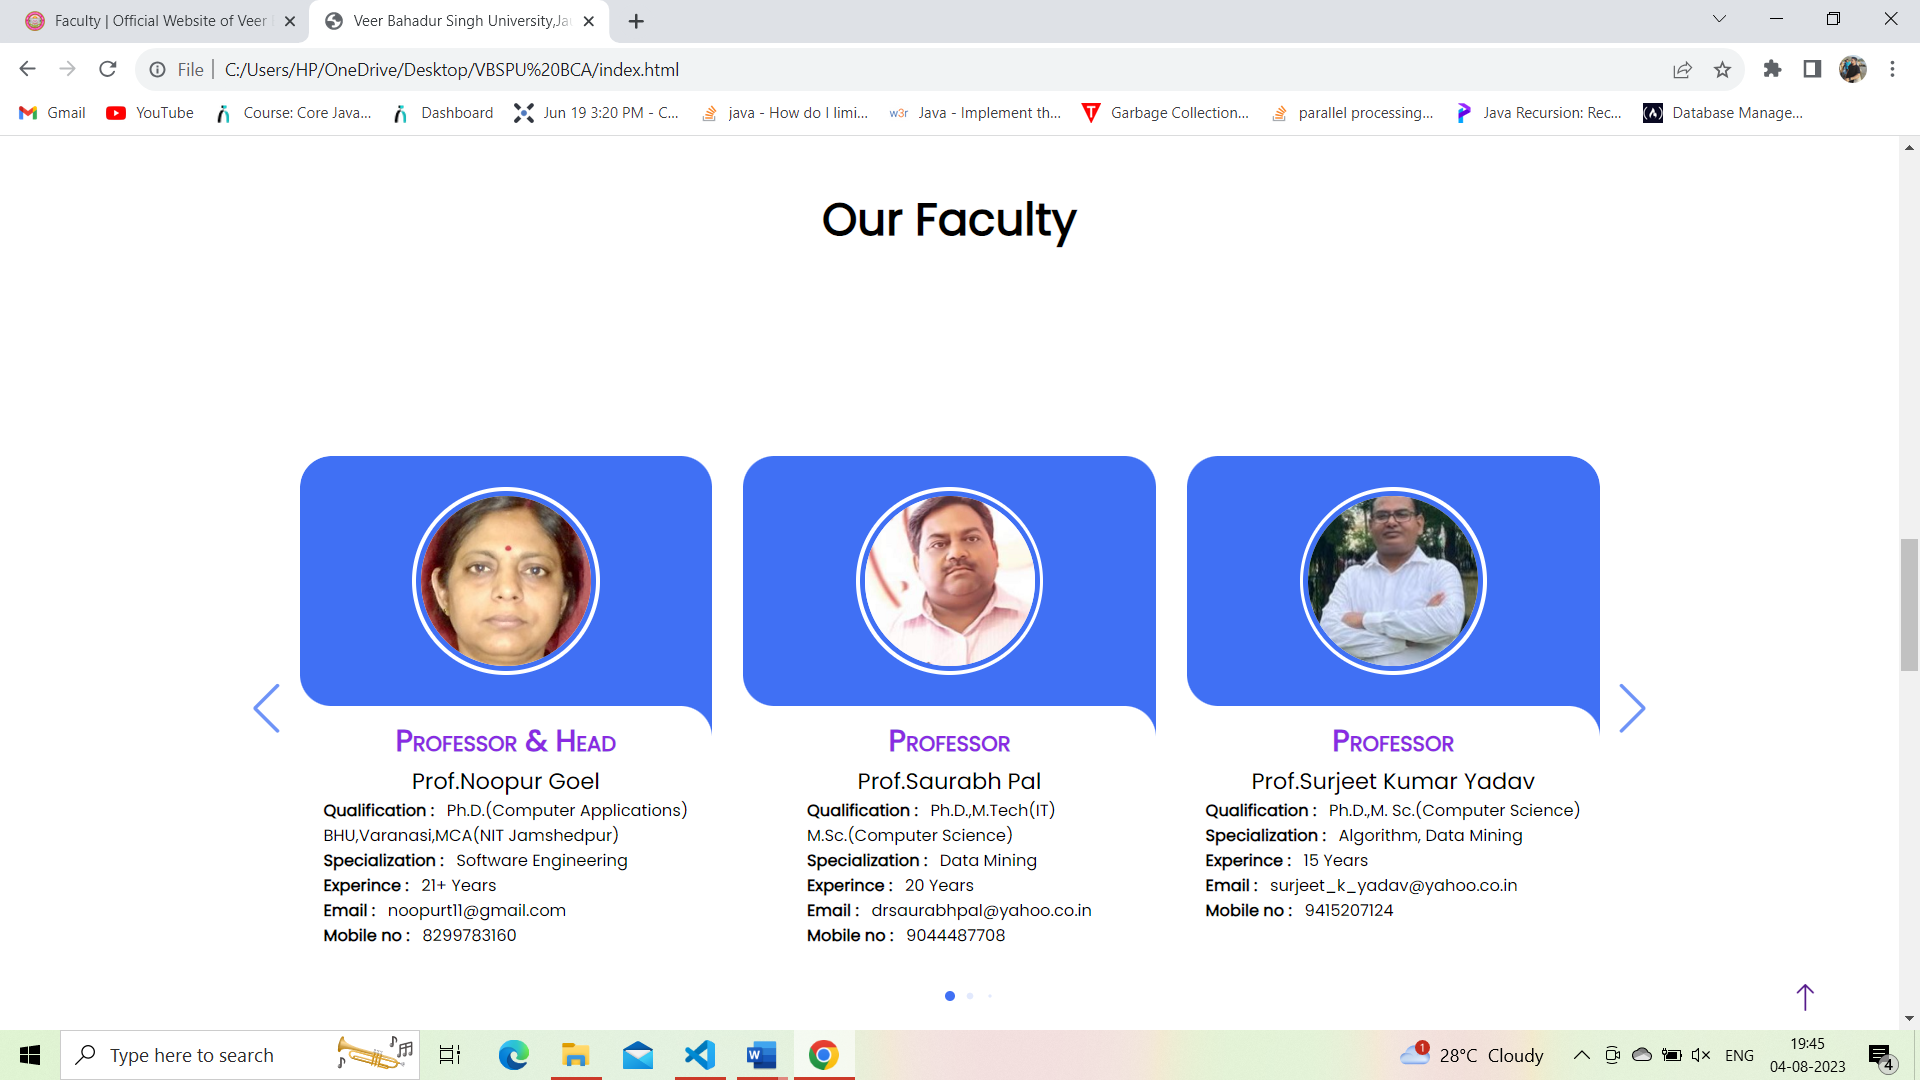 Faculty | Official Website of Veer
Veer Bahadur Singh University,Ja
File
C:/Users/HP/OneDrive/Desktop/VBSPU%20BCA/index.html
Gmail
YouTube
Course: Core Java...
Dashboard
Jun 19 3:20 PM - C...
java - How do I limi...
w3r Java - Implement th...
Garbage Collection...
parallel processing...
Java Recursion: Rec...
Database Manage...
Our Faculty
Professor & Head
Prof.Noopur Goel
Qualification : Ph.D.(Computer Applications)
BHU,Varanasi,MCA(NIT Jamshedpur)
Specialization : Software Engineering
Experince : 21+ Years
Email : noopurt11@gmail.com
Mobile no : 8299783160
Professor
Prof.Saurabh Pal
Qualification : Ph.D.,M.Tech(IT)
M.Sc.(Computer Science)
Specialization : Data Mining
Experince : 20 Years
Email : drsaurabhpal@yahoo.co.in
Mobile no : 9044487708
Professor
Prof.Surjeet Kumar Yadav
Qualification : Ph.D.,M. Sc.(Computer Science)
Specialization : Algorithm, Data Mining
Experince : 15 Years
Email : surjeet_k_yadav@yahoo.co.in
Mobile no : 9415207124
Type here to search
1
28°C Cloudy
ENG
19:45
04-08-2023
4